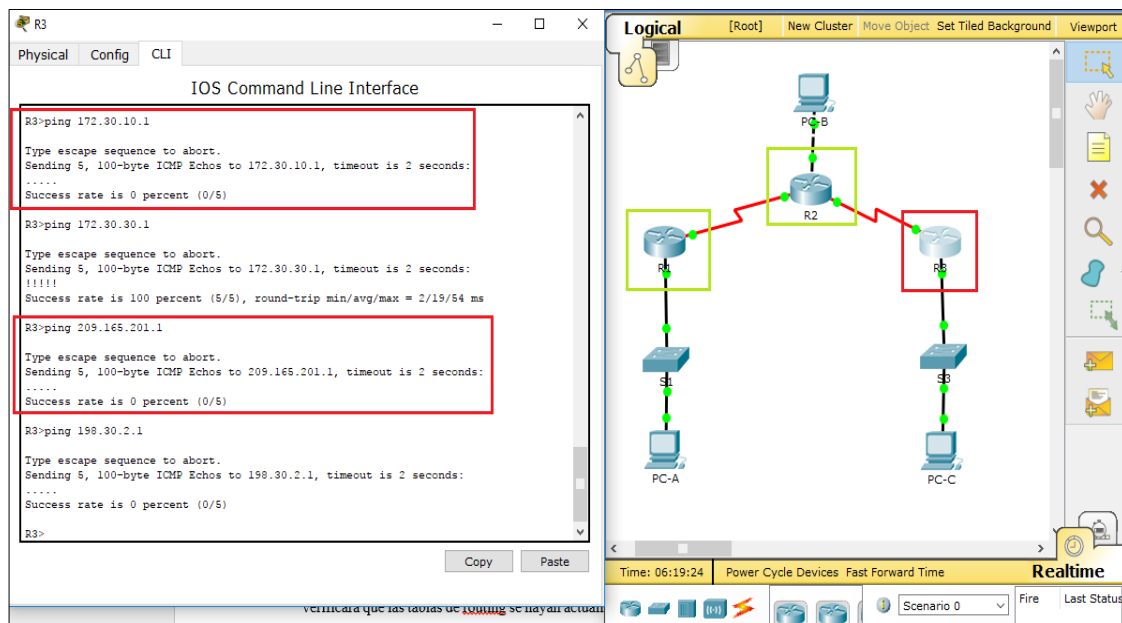 R3
Physical Config CLI
IOS Command Line Interface
R3>ping 172.30.10.1
Type escape sequence to abort.
Sending 5, 100-byte ICMP Echos to 172.30.10.1, timeout is 2 seconds:
.....
Success rate is 0 percent (0/5)
R3>ping 172.30.30.1
Type escape sequence to abort.
Sending 5, 100-byte ICMP Echos to 172.30.30.1, timeout is 2 seconds:
!!!!!
Success rate is 100 percent (5/5), round-trip min/avg/max = 2/19/54 ms
R3>ping 209.165.201.1
Type escape sequence to abort.
Sending 5, 100-byte ICMP Echos to 209.165.201.1, timeout is 2 seconds:
.....
Success rate is 0 percent (0/5)
R3>ping 198.30.2.1
Type escape sequence to abort.
Sending 5, 100-byte ICMP Echos to 198.30.2.1, timeout is 2 seconds:
.....
Success rate is 0 percent (0/5)
R3>
Copy Paste
verificará que las tablas de routing se hayan
Logical [Root] New Cluster Move Object Set Tiled Background Viewport
PC-B
R2
R1
R3
S1
S3
PC-A
PC-C
Time: 06:19:24 Power Cycle Devices Fast Forward Time Realtime
Scenario 0
Fire Last Status